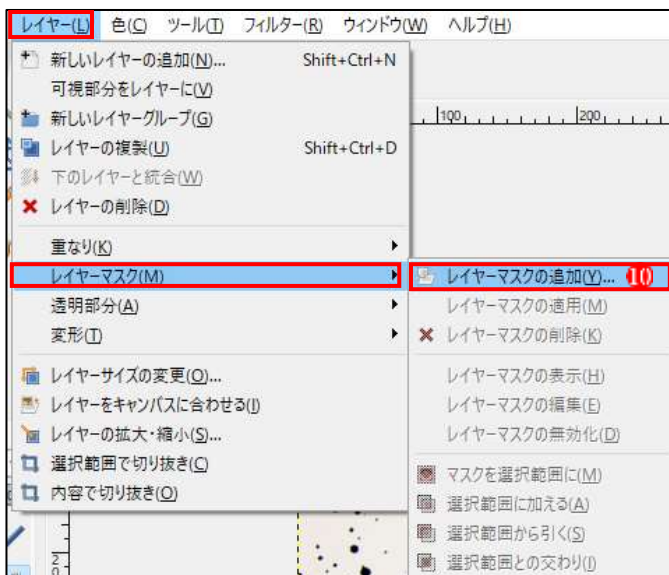 レイヤー(L) 色(C) ツール(T) フィルター(R) ウィンドウ(W) ヘルプ(H)
新しいレイヤーの追加(N)... Shift+Ctrl+N
可視部分をレイヤーに(V)
新しいレイヤーグループ(G)
レイヤーの複製(U) Shift+Ctrl+D
下のレイヤーと統合(W)
レイヤーの削除(D)
重なり(K)
レイヤーマスク(M)
透明部分(A)
変形(T)
レイヤーサイズの変更(O)...
レイヤーをキャンバスに合わせる(I)
レイヤーの拡大・縮小(S)...
選択範囲で切り抜き(C)
内容で切り抜き(O)
100 200
レイヤーマスクの追加(Y)... 10
レイヤーマスクの適用(M)
レイヤーマスクの削除(K)
レイヤーマスクの表示(H)
レイヤーマスクの編集(E)
レイヤーマスクの無効化(D)
マスクを選択範囲に(M)
選択範囲に加える(A)
選択範囲から引く(S)
選択範囲との交わり(I)
2
0